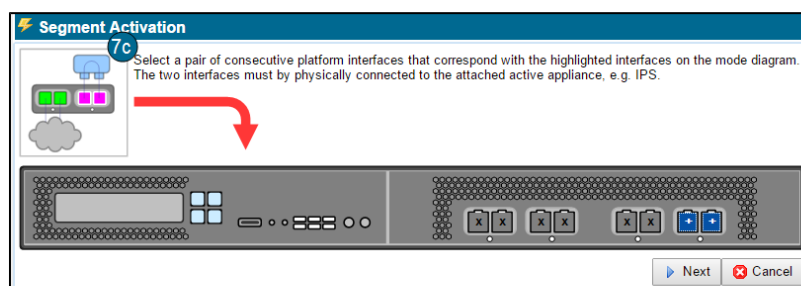 Segment Activation
7c
Select a pair of consecutive platform interfaces that correspond with the highlighted interfaces on the mode diagram.
The two interfaces must by physically connected to the attached active appliance, e.g. IPS.
x x x x x x + +
Next Cancel